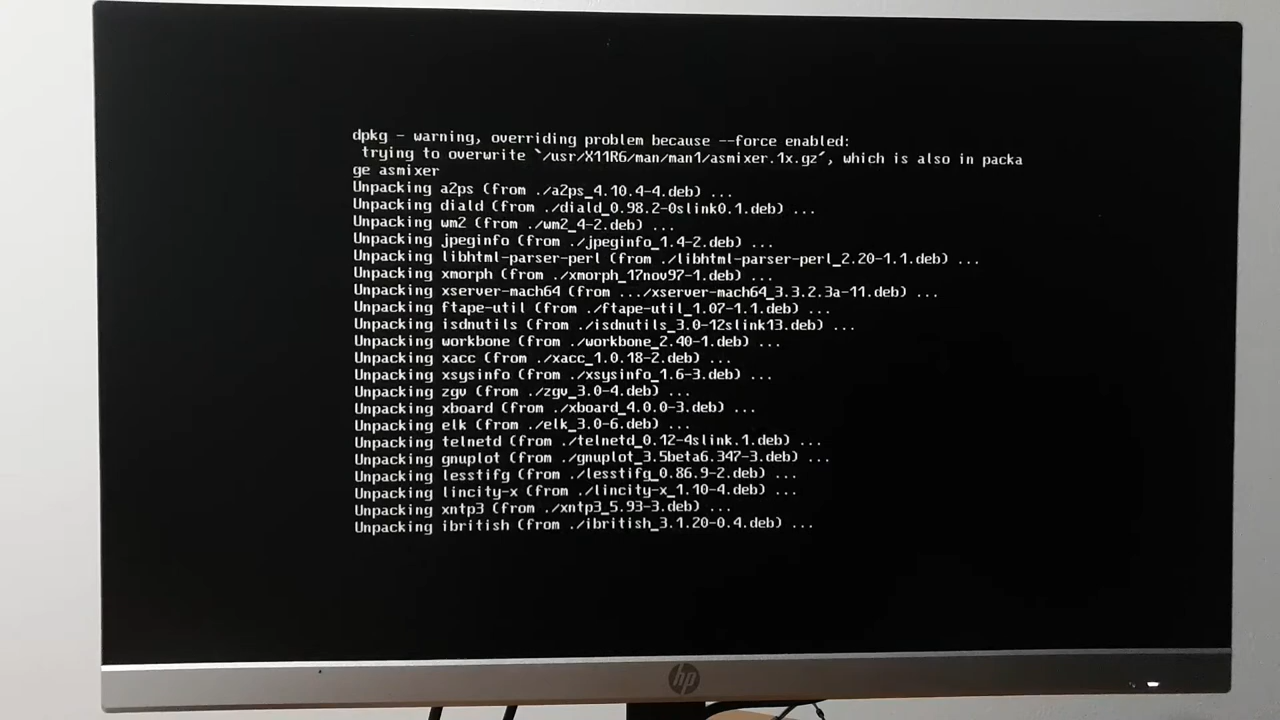 dpkg - warning, overriding problem because --force enabled:
 trying to overwrite `/usr/X11R6/man/man1/asmixer.1x.gz', which is also in packa
ge asmixer
Unpacking a2ps (from ./a2ps_4.10.4-4.deb) ...
Unpacking diald (from ./diald_0.98.2-0slink0.1.deb) ...
Unpacking wm2 (from ./wm2_4-2.deb) ...
Unpacking jpeginfo (from ./jpeginfo_1.4-2.deb) ...
Unpacking libhtml-parser-perl (from ./libhtml-parser-perl_2.20-1.1.deb) ...
Unpacking xmorph (from ./xmorph_17nov97-1.deb) ...
Unpacking xserver-mach64 (from .../xserver-mach64_3.3.2.3a-11.deb) ...
Unpacking ftape-util (from ./ftape-util_1.07-1.1.deb) ...
Unpacking isdnutils (from ./isdnutils_3.0-12slink13.deb) ...
Unpacking workbone (from ./workbone_2.40-1.deb) ...
Unpacking xacc (from ./xacc_1.0.18-2.deb) ...
Unpacking xsysinfo (from ./xsysinfo_1.6-3.deb) ...
Unpacking zgv (from ./zgv_3.0-4.deb) ...
Unpacking xboard (from ./xboard_4.0.0-3.deb) ...
Unpacking elk (from ./elk_3.0-6.deb) ...
Unpacking telnetd (from ./telnetd_0.12-4slink.1.deb) ...
Unpacking gnuplot (from ./gnuplot_3.5beta6.347-3.deb) ...
Unpacking lesstifg (from ./lesstifg_0.86.9-2.deb) ...
Unpacking lincity-x (from ./lincity-x_1.10-4.deb) ...
Unpacking xntp3 (from ./xntp3_5.93-3.deb) ...
Unpacking ibritish (from ./ibritish_3.1.20-0.4.deb) ...
hp